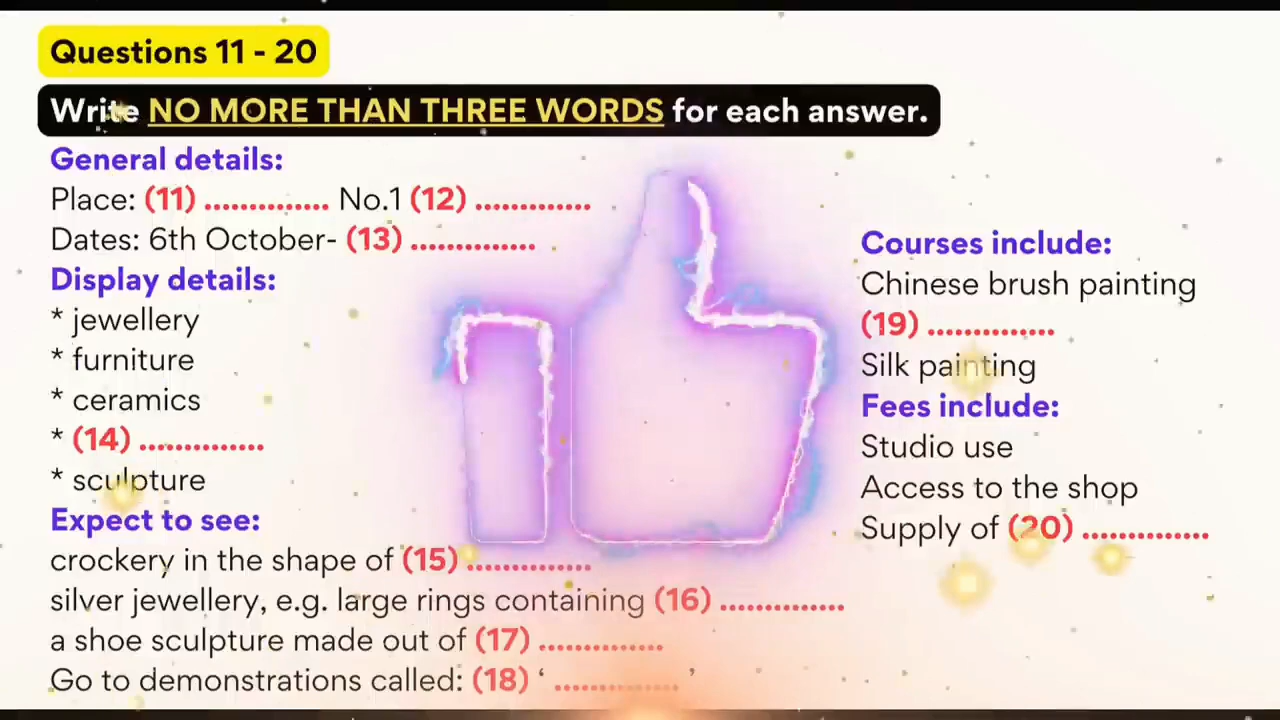 Questions 11 - 20
Write NO MORE THAN THREE WORDS for each answer.
General details:
Place: (11) ............. No.1 (12) ............
Dates: 6th October- (13) .............
Display details:
* jewellery
* furniture
* ceramics
* (14) .............
* sculpture
Expect to see:
crockery in the shape of (15) .............
silver jewellery, e.g. large rings containing (16) .............
a shoe sculpture made out of (17) .............
Go to demonstrations called: (18) ‘ ............. ’
Courses include:
Chinese brush painting
(19) .............
Silk painting
Fees include:
Studio use
Access to the shop
Supply of (20) .............